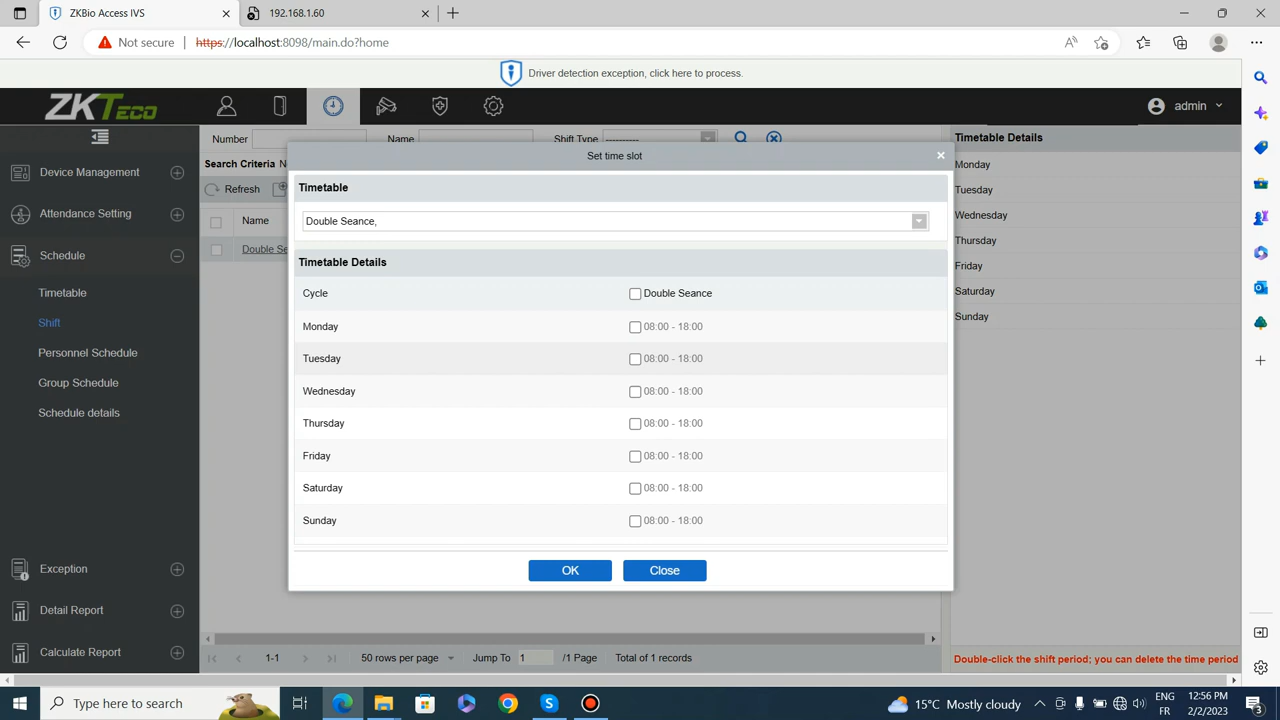 ZKBio Access IVS
192.168.1.60
Not secure
https://localhost:8098/main.do?home
Driver detection exception, click here to process.
ZKTeco
admin
Number
Name
Shift Type
----------
Timetable Details
Search Criteria
Refresh
Name
Double Se
Device Management
Attendance Setting
Schedule
Timetable
Shift
Personnel Schedule
Group Schedule
Schedule details
Exception
Detail Report
Calculate Report
Set time slot
Timetable
Double Seance,
Timetable Details
Cycle Double Seance
Monday 08:00 - 18:00
Tuesday 08:00 - 18:00
Wednesday 08:00 - 18:00
Thursday 08:00 - 18:00
Friday 08:00 - 18:00
Saturday 08:00 - 18:00
Sunday 08:00 - 18:00
OK Close
Monday
Tuesday
Wednesday
Thursday
Friday
Saturday
Sunday
1-1 50 rows per page Jump To 1 /1 Page Total of 1 records
Double-click the shift period; you can delete the time period
Type here to search
15°C Mostly cloudy
ENG
FR
12:56 PM
2/2/2023
3